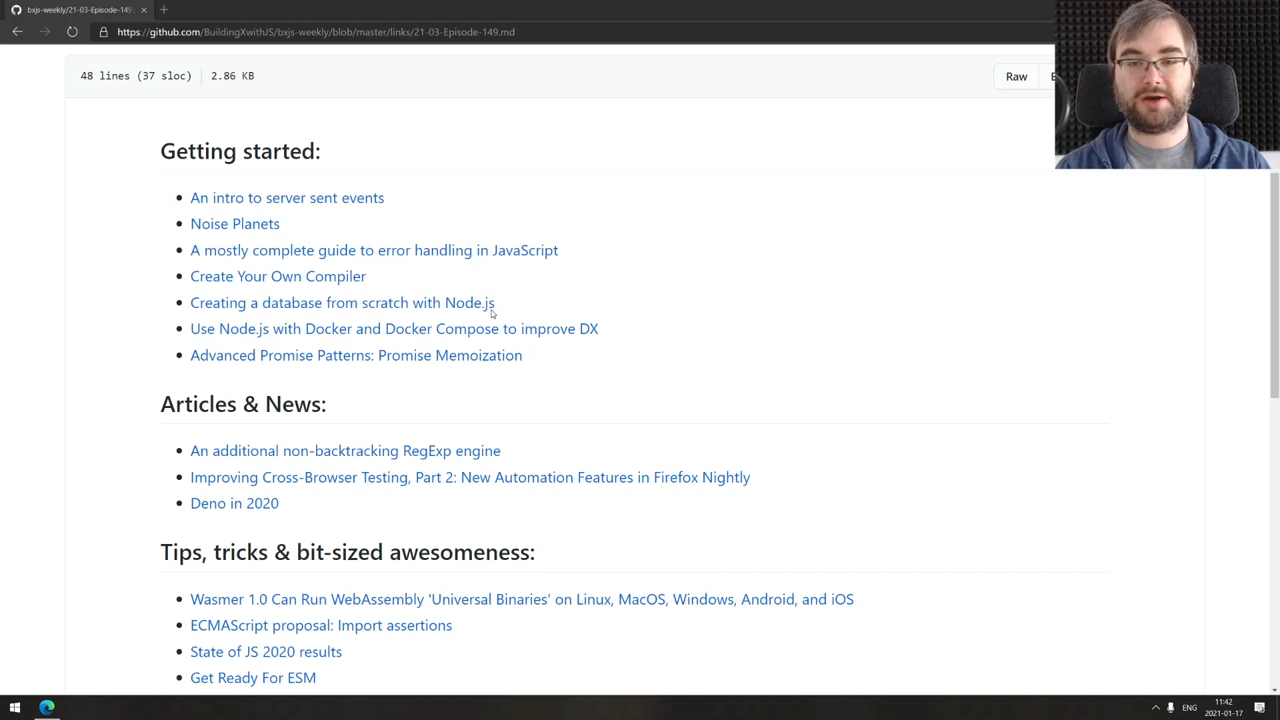 bxjs-weekly/21-03-Episode-149.
https://github.com/BuildingXwithJS/bxjs-weekly/blob/master/links/21-03-Episode-149.md
48 lines (37 sloc) 2.86 KB
Raw
Getting started:
An intro to server sent events
Noise Planets
A mostly complete guide to error handling in JavaScript
Create Your Own Compiler
Creating a database from scratch with Node.js
Use Node.js with Docker and Docker Compose to improve DX
Advanced Promise Patterns: Promise Memoization
Articles & News:
An additional non-backtracking RegExp engine
Improving Cross-Browser Testing, Part 2: New Automation Features in Firefox Nightly
Deno in 2020
Tips, tricks & bit-sized awesomeness:
Wasmer 1.0 Can Run WebAssembly 'Universal Binaries' on Linux, MacOS, Windows, Android, and iOS
ECMAScript proposal: Import assertions
State of JS 2020 results
Get Ready For ESM
ENG
11:42
2021-01-17